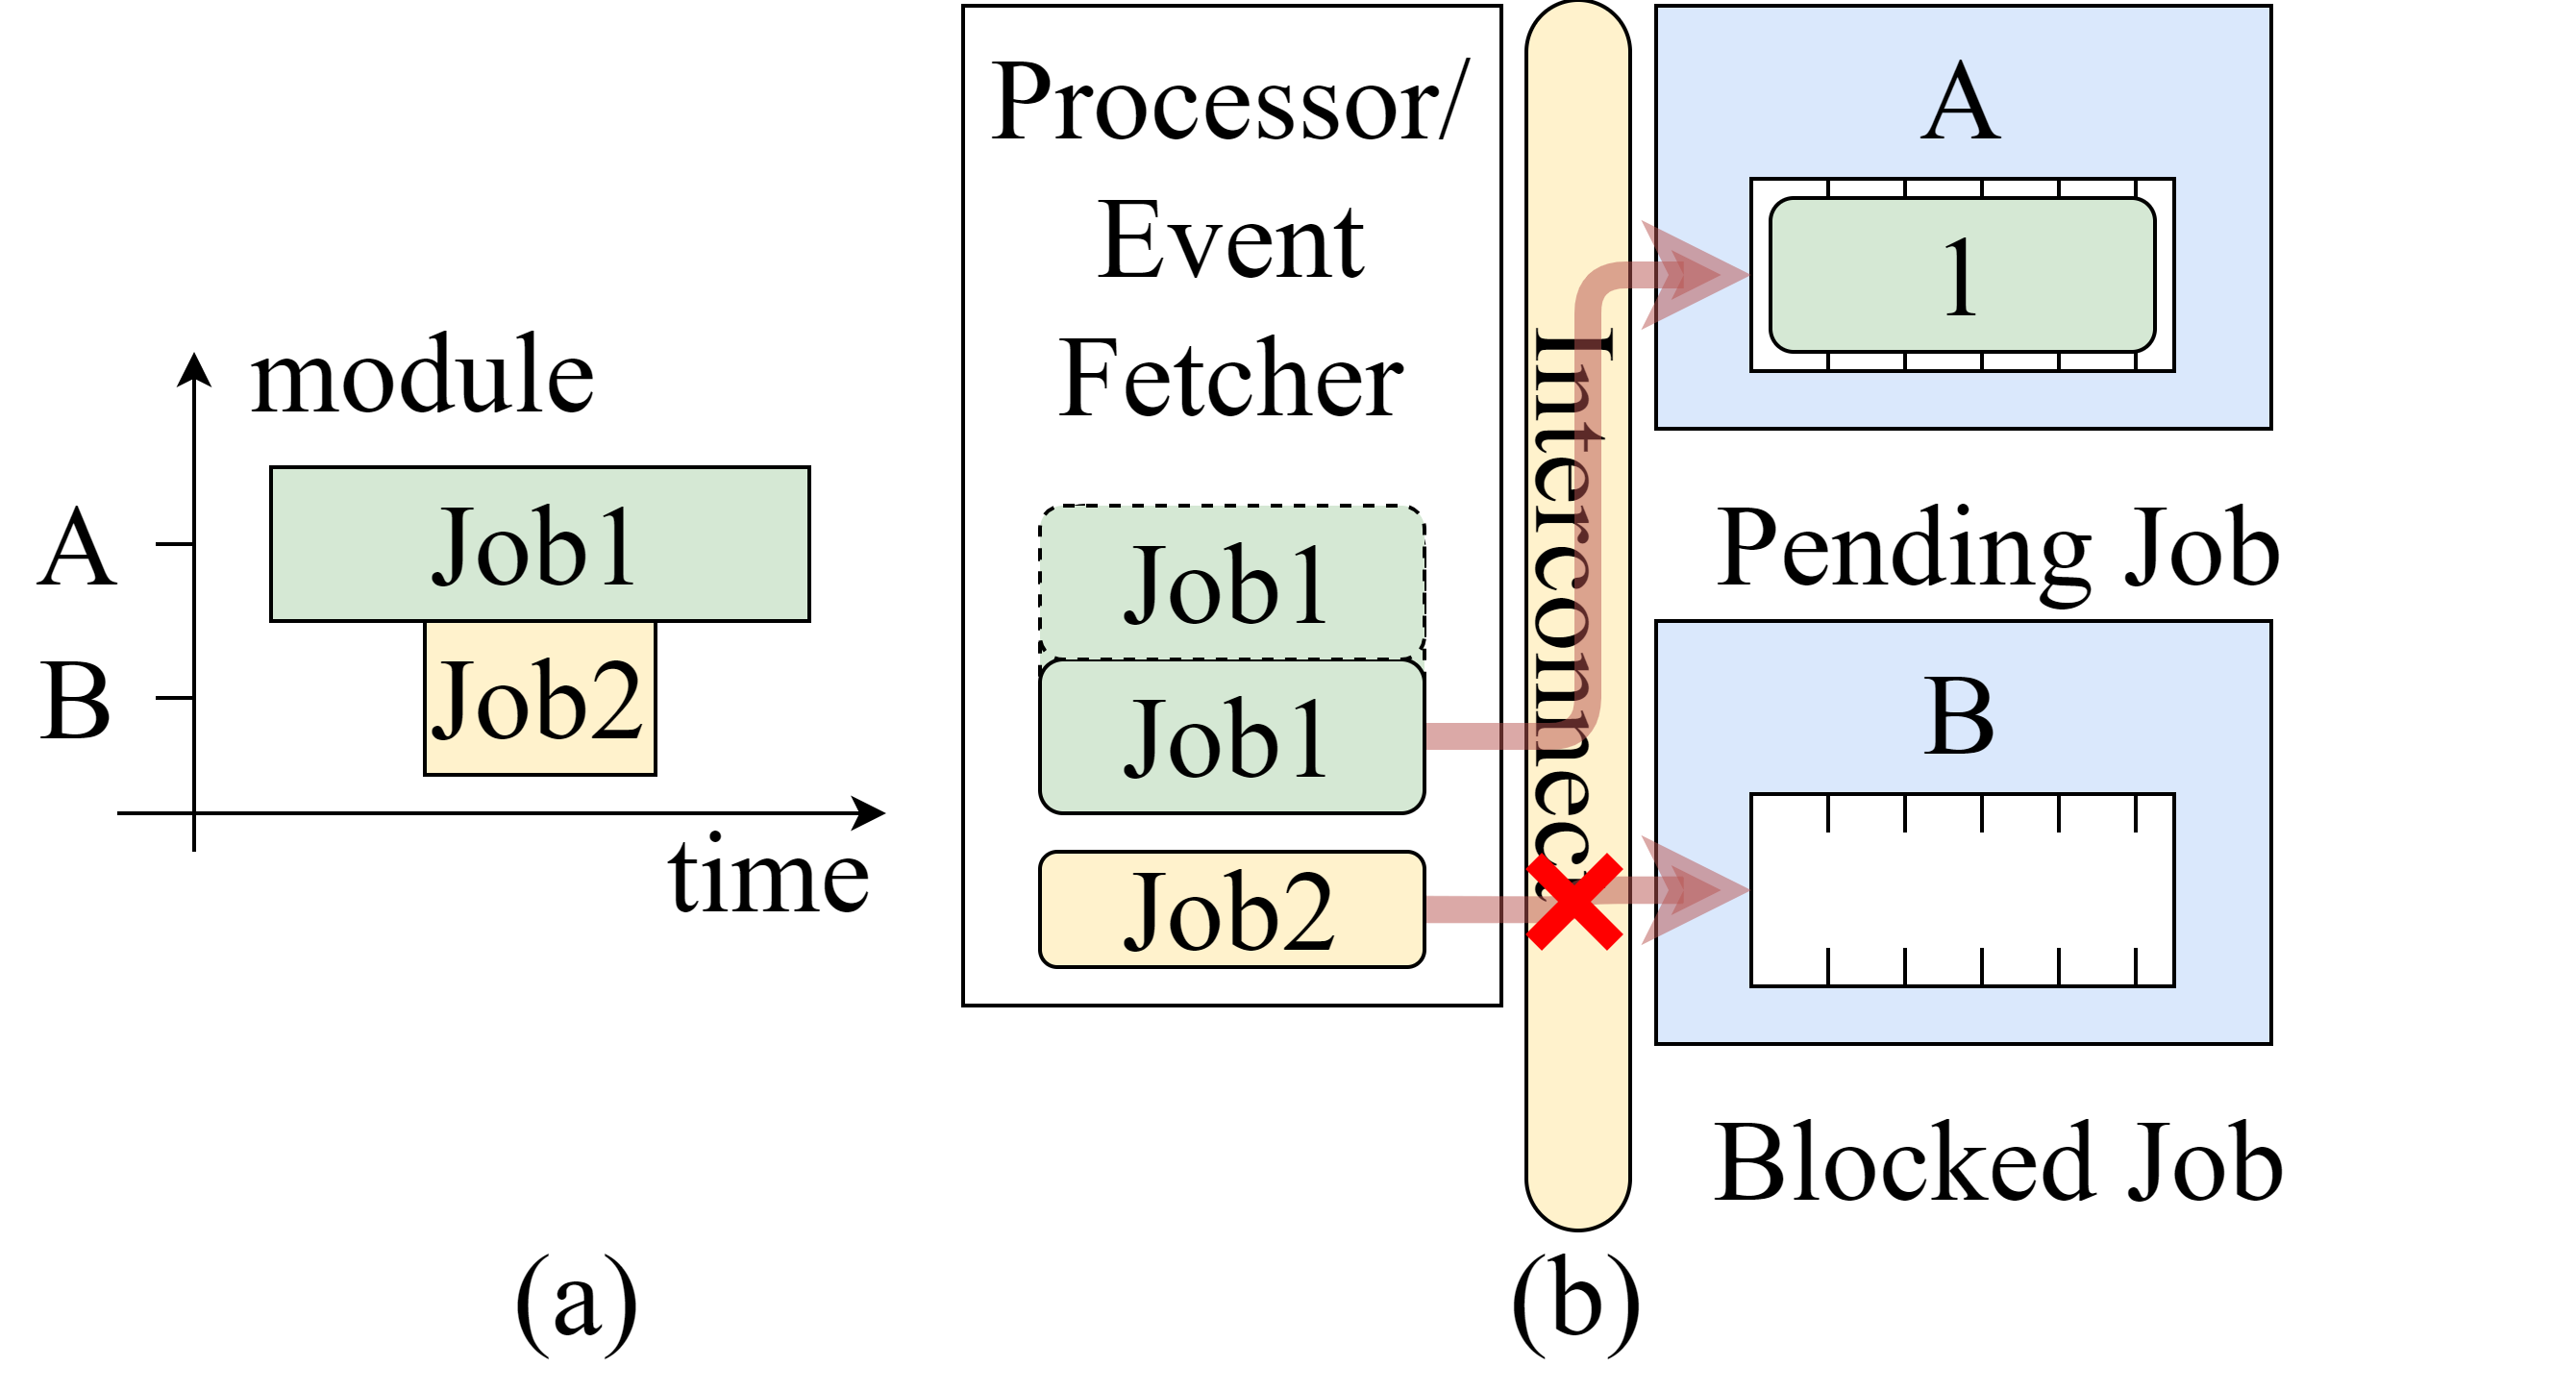 module
A
Job1
B
Job2
time
(a)
Processor/
Event
Fetcher
Job1
Job1
Job2
Interconnect
A
1
Pending Job
B
Blocked Job
(b)